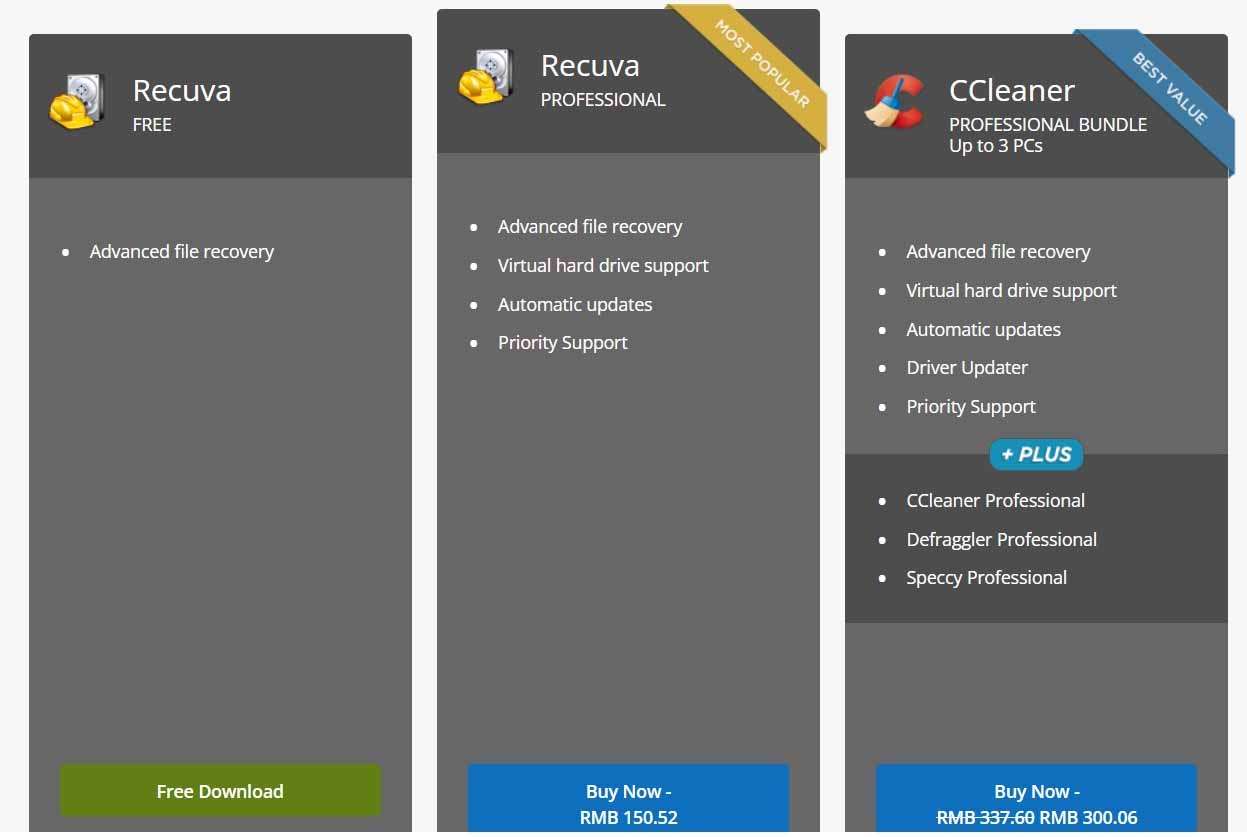 Recuva
FREE
• Advanced file recovery
Free Download
Recuva
PROFESSIONAL
MOST POPULAR
• Advanced file recovery
• Virtual hard drive support
• Automatic updates
• Priority Support
Buy Now -
RMB 150.52
CCleaner
PROFESSIONAL BUNDLE
Up to 3 PCs
BEST VALUE
• Advanced file recovery
• Virtual hard drive support
• Automatic updates
• Driver Updater
• Priority Support
+ PLUS
• CCleaner Professional
• Defraggler Professional
• Speccy Professional
Buy Now -
RMB 337.60 RMB 300.06